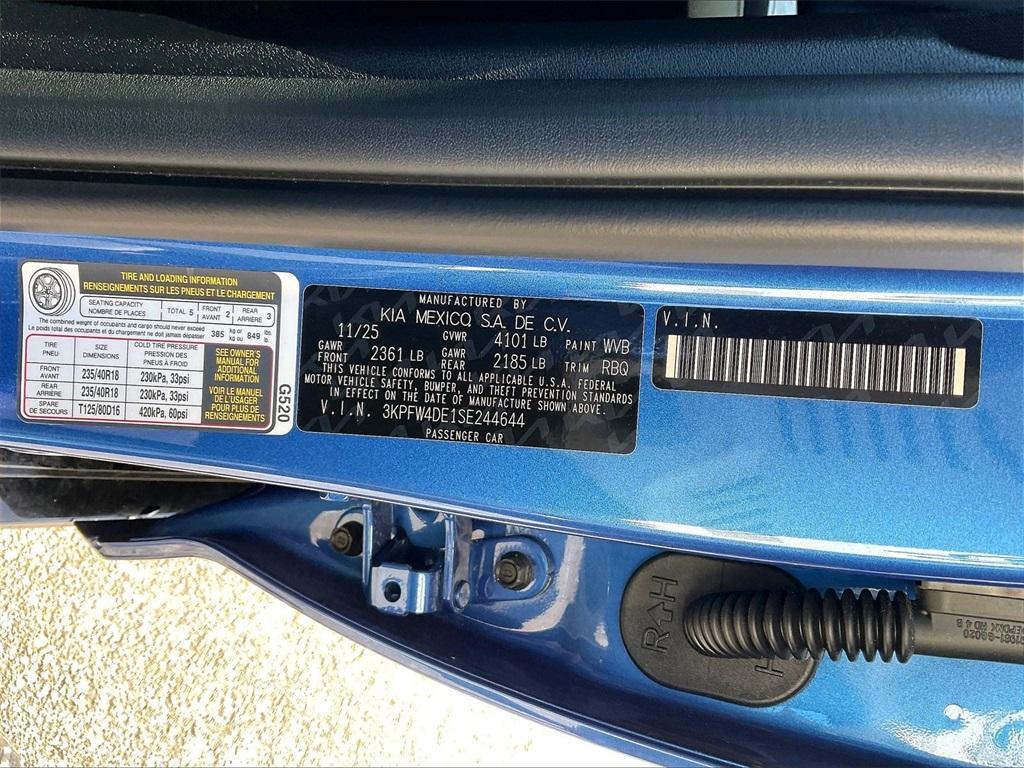 TIRE AND LOADING INFORMATION
RENSEIGNEMENTS SUR LES PNEUS ET LE CHARGEMENT
SEATING CAPACITY TOTAL 5 FRONT 2 REAR 3
NOMBRE DE PLACES AVANT ARRIÈRE
The combined weight of occupants and cargo should never exceed 385 kg or 849 lbs.
Le poids total des occupants et du chargement ne doit jamais dépasser kg ou lb.
TIRE DIMENSIONS COLD TIRE PRESSURE
PNEU SIZE PRESSION DES
PNEUS À FROID
FRONT
AVANT 235/40R18 230kPa, 33psi
REAR
ARRIÈRE 235/40R18 230kPa, 33psi
SPARE
DE SECOURS T125/80D16 420kPa, 60psi
SEE OWNER'S
MANUAL FOR
ADDITIONAL
INFORMATION
VOIR LE MANUEL
DE L'USAGER
POUR PLUS DE
RENSEIGNEMENTS
G520
MANUFACTURED BY
KIA MEXICO, S.A. DE C.V.
11/25 GVWR 4101 LB PAINT WVB
GAWR FRONT 2361 LB GAWR REAR 2185 LB TRIM RBQ
THIS VEHICLE CONFORMS TO ALL APPLICABLE U.S.A. FEDERAL
MOTOR VEHICLE SAFETY, BUMPER, AND THEFT PREVENTION STANDARDS
IN EFFECT ON THE DATE OF MANUFACTURE SHOWN ABOVE.
V.I.N. 3KPFW4DE1SE244644
PASSENGER CAR
V.I.N.
R H
H
RD 4 B